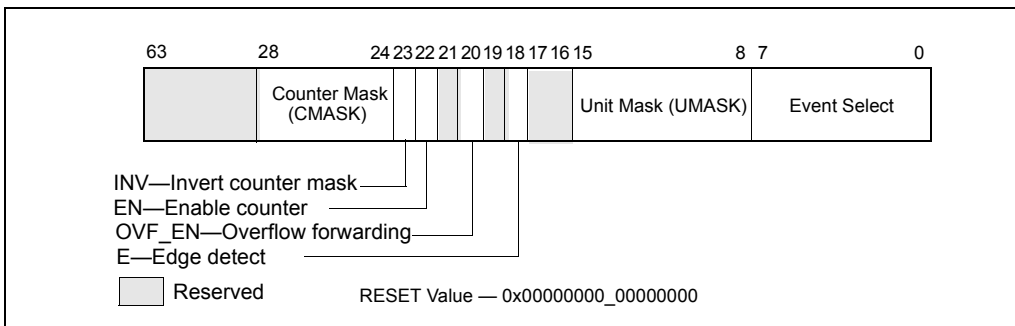 63 28 24 23 22 21 20 19 18 17 16 15 8 7 0
Counter Mask
(CMASK)
Unit Mask (UMASK)
Event Select
INV—Invert counter mask
EN—Enable counter
OVF_EN—Overflow forwarding
E—Edge detect
Reserved
RESET Value — 0x00000000_00000000